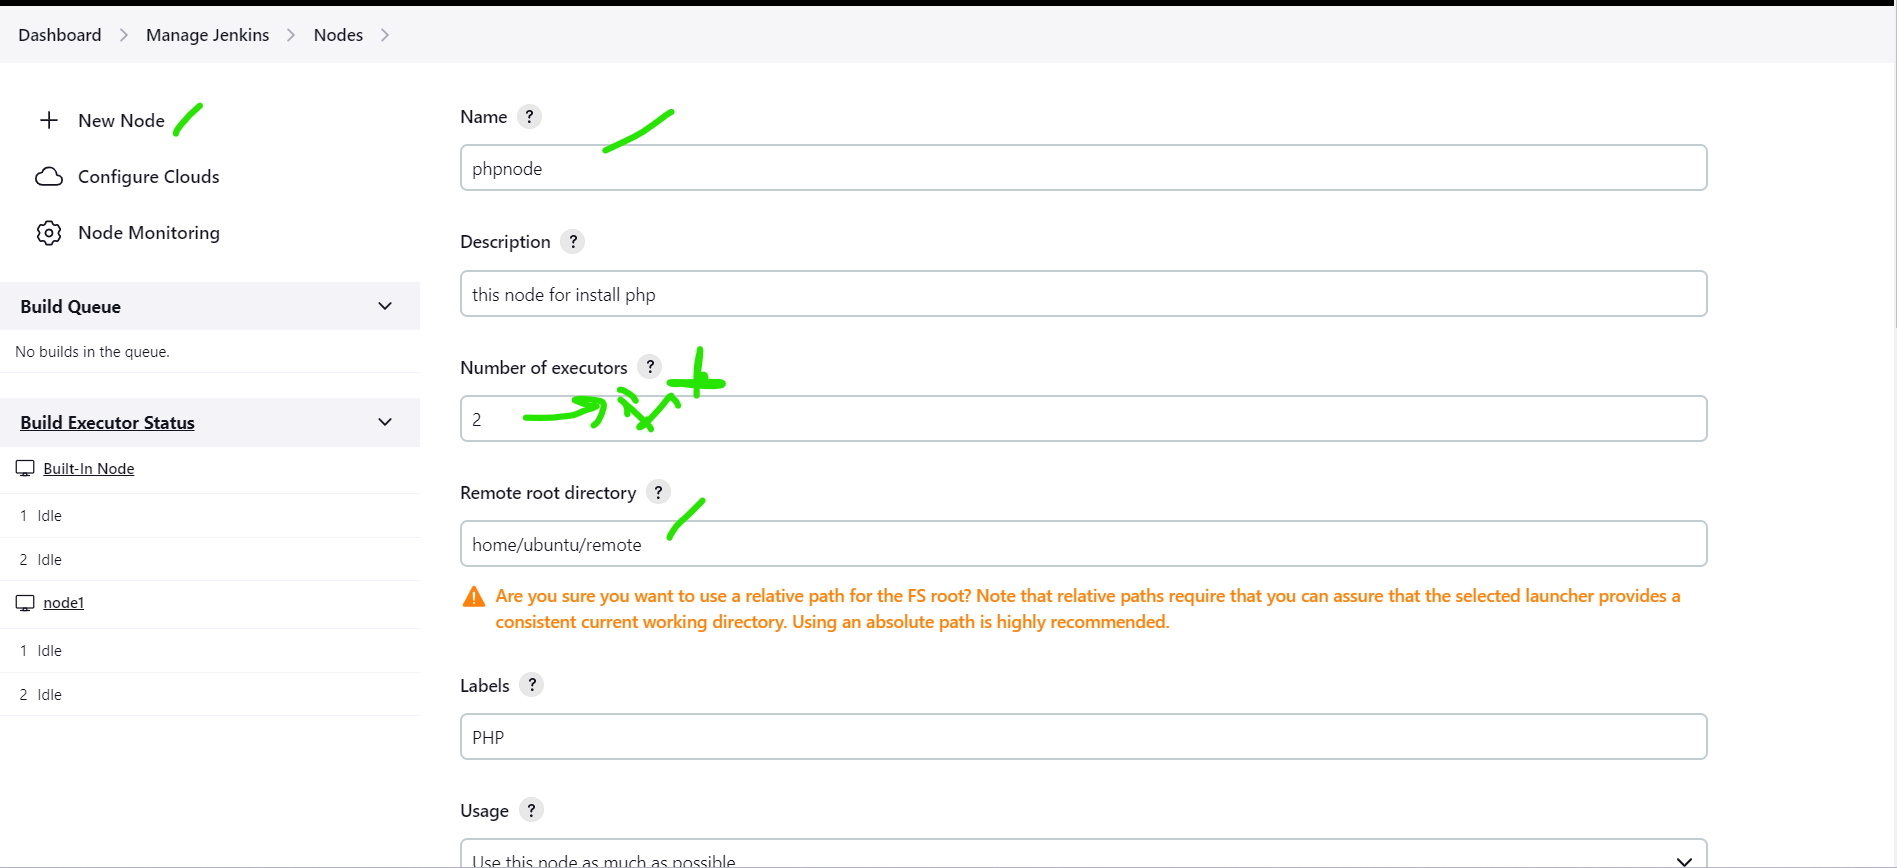 Dashboard > Manage Jenkins > Nodes >
New Node
Configure Clouds
Node Monitoring
Build Queue
No builds in the queue.
Build Executor Status
Built-In Node
1 Idle
2 Idle
node1
1 Idle
2 Idle
Name ?
phpnode
Description ?
this node for install php
Number of executors ?
2
Remote root directory ?
home/ubuntu/remote
Are you sure you want to use a relative path for the FS root? Note that relative paths require that you can assure that the selected launcher provides a
consistent current working directory. Using an absolute path is highly recommended.
Labels ?
PHP
Usage ?
Use this node as much as possible